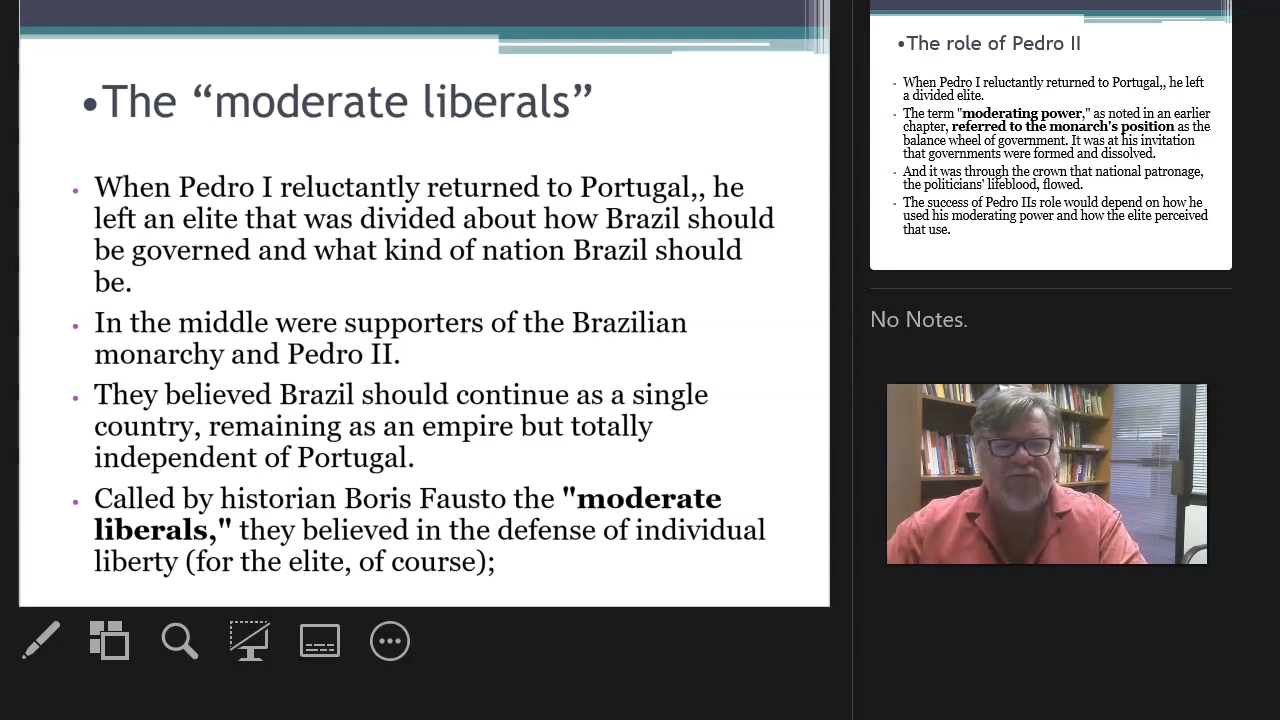 •The “moderate liberals”
• When Pedro I reluctantly returned to Portugal,, he
left an elite that was divided about how Brazil should
be governed and what kind of nation Brazil should
be.
• In the middle were supporters of the Brazilian
monarchy and Pedro II.
• They believed Brazil should continue as a single
country, remaining as an empire but totally
independent of Portugal.
• Called by historian Boris Fausto the "moderate
liberals," they believed in the defense of individual
liberty (for the elite, of course);
•The role of Pedro II
• When Pedro I reluctantly returned to Portugal,, he left
a divided elite.
• The term "moderating power," as noted in an earlier
chapter, referred to the monarch's position as the
balance wheel of government. It was at his invitation
that governments were formed and dissolved.
• And it was through the crown that national patronage,
the politicians' lifeblood, flowed.
• The success of Pedro IIs role would depend on how he
used his moderating power and how the elite perceived
that use.
No Notes.